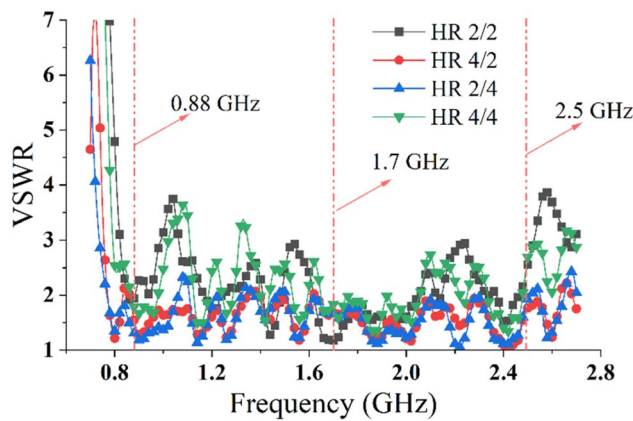 7
6
5
4
3
2
1
VSWR
HR 2/2
HR 4/2
HR 2/4
HR 4/4
0.88 GHz
1.7 GHz
2.5 GHz
0.8 1.2 1.6 2.0 2.4 2.8
Frequency (GHz)